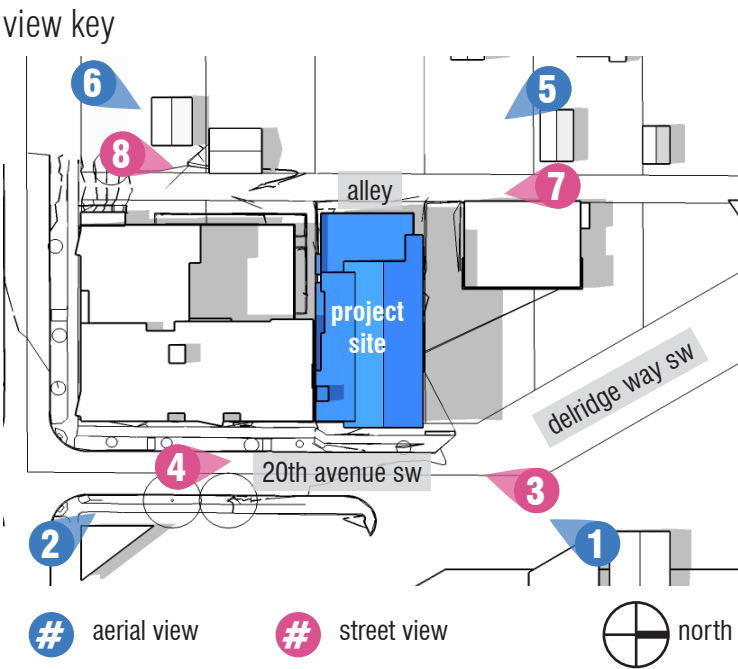 view key
6
5
8
7
alley
project
site
delridge way sw
4
20th avenue sw
3
2
1
# aerial view
# street view
north